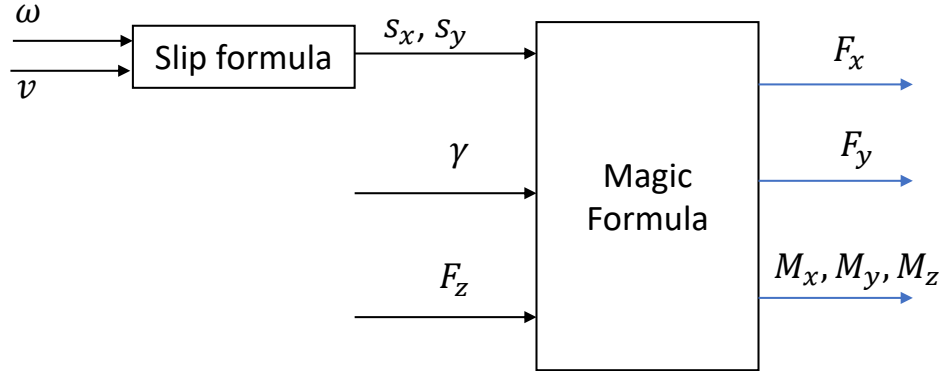 ω
v
Slip formula
s_x, s_y
γ
F_z
Magic
Formula
F_x
F_y
M_x, M_y, M_z